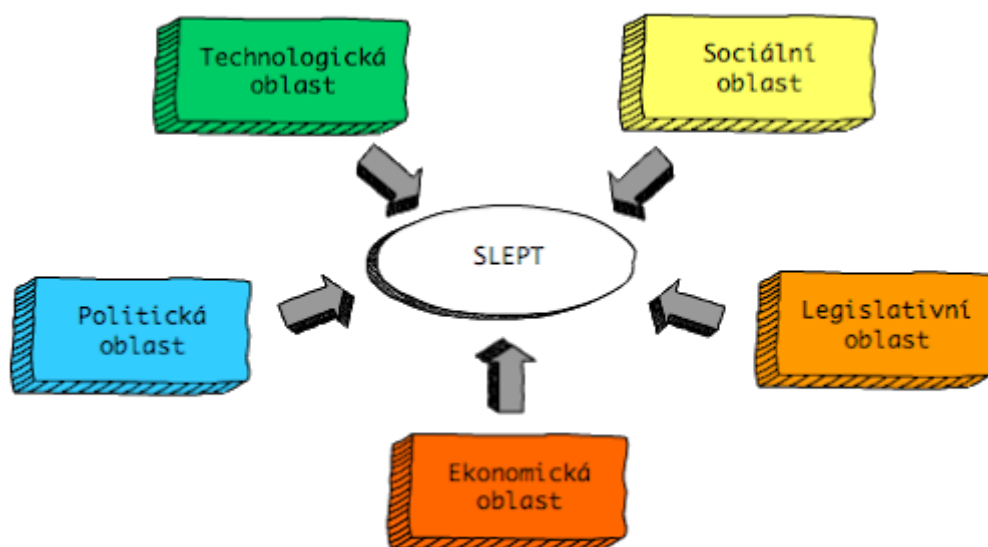 Technologická
oblast
Sociální
oblast
SLEPT
Politická
oblast
Legislativní
oblast
Ekonomická
oblast